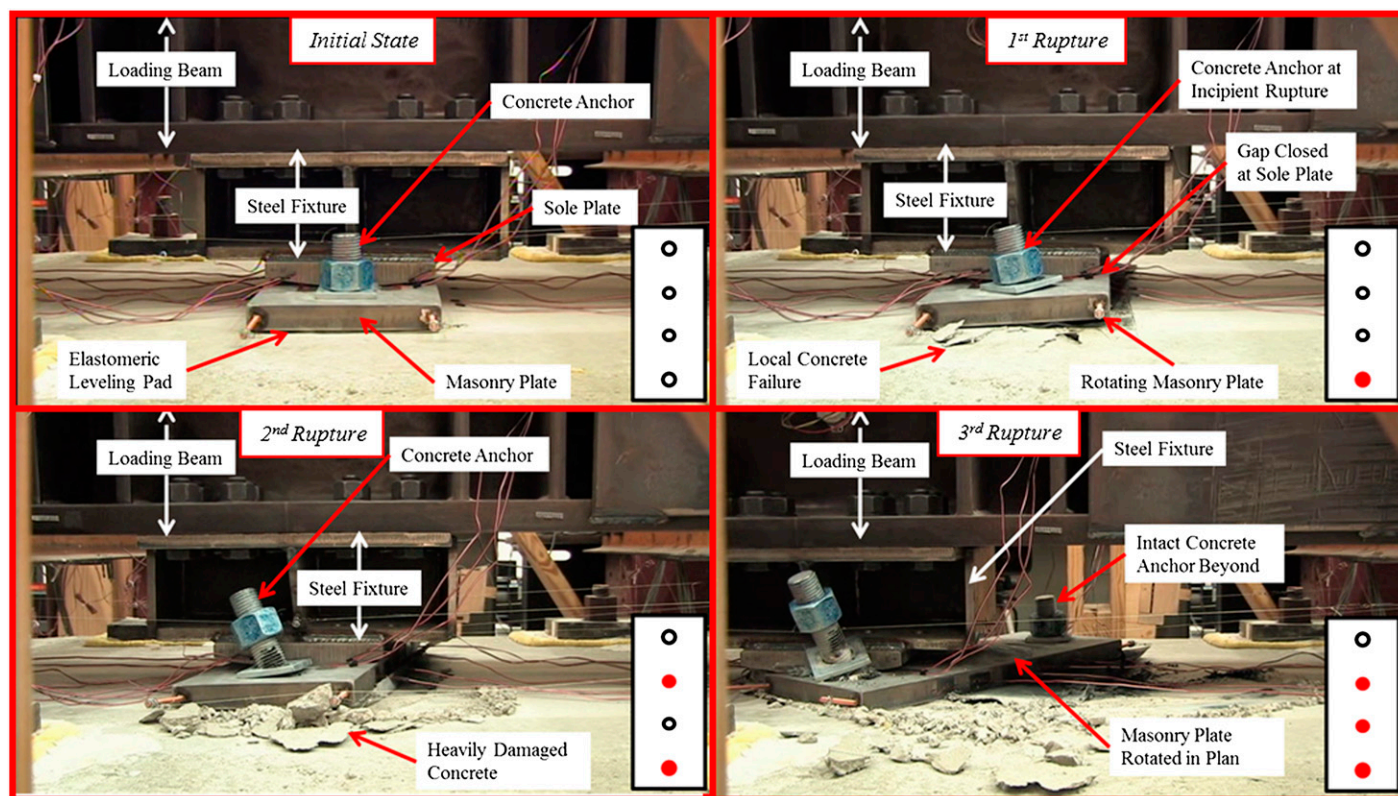 Initial State
Loading Beam
Concrete Anchor
Steel Fixture
Sole Plate
Elastomeric
Leveling Pad
Masonry Plate
1st Rupture
Loading Beam
Concrete Anchor at
Incipient Rupture
Gap Closed
at Sole Plate
Steel Fixture
Local Concrete
Failure
Rotating Masonry Plate
2nd Rupture
Loading Beam
Concrete Anchor
Steel Fixture
Heavily Damaged
Concrete
3rd Rupture
Loading Beam
Steel Fixture
Intact Concrete
Anchor Beyond
Masonry Plate
Rotated in Plan